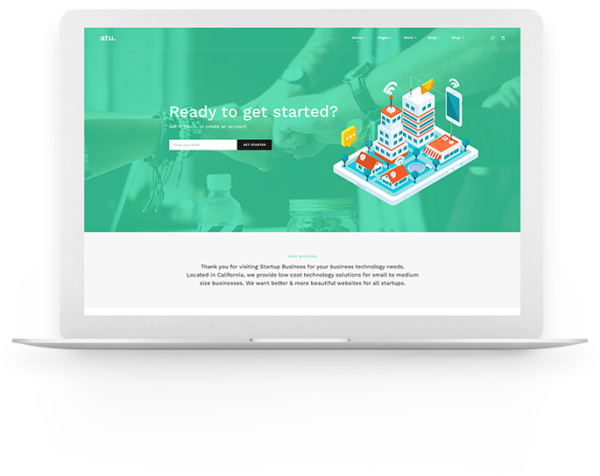 atu.
Home Pages Work Blog Shop
Ready to get started?
Get in touch, or create an account.
Enter your email GET STARTED
OUR MISSION
Thank you for visiting Startup Business for your business technology needs.
Located in California, we provide low cost technology solutions for small to medium
size businesses. We want better & more beautiful websites for all startups.